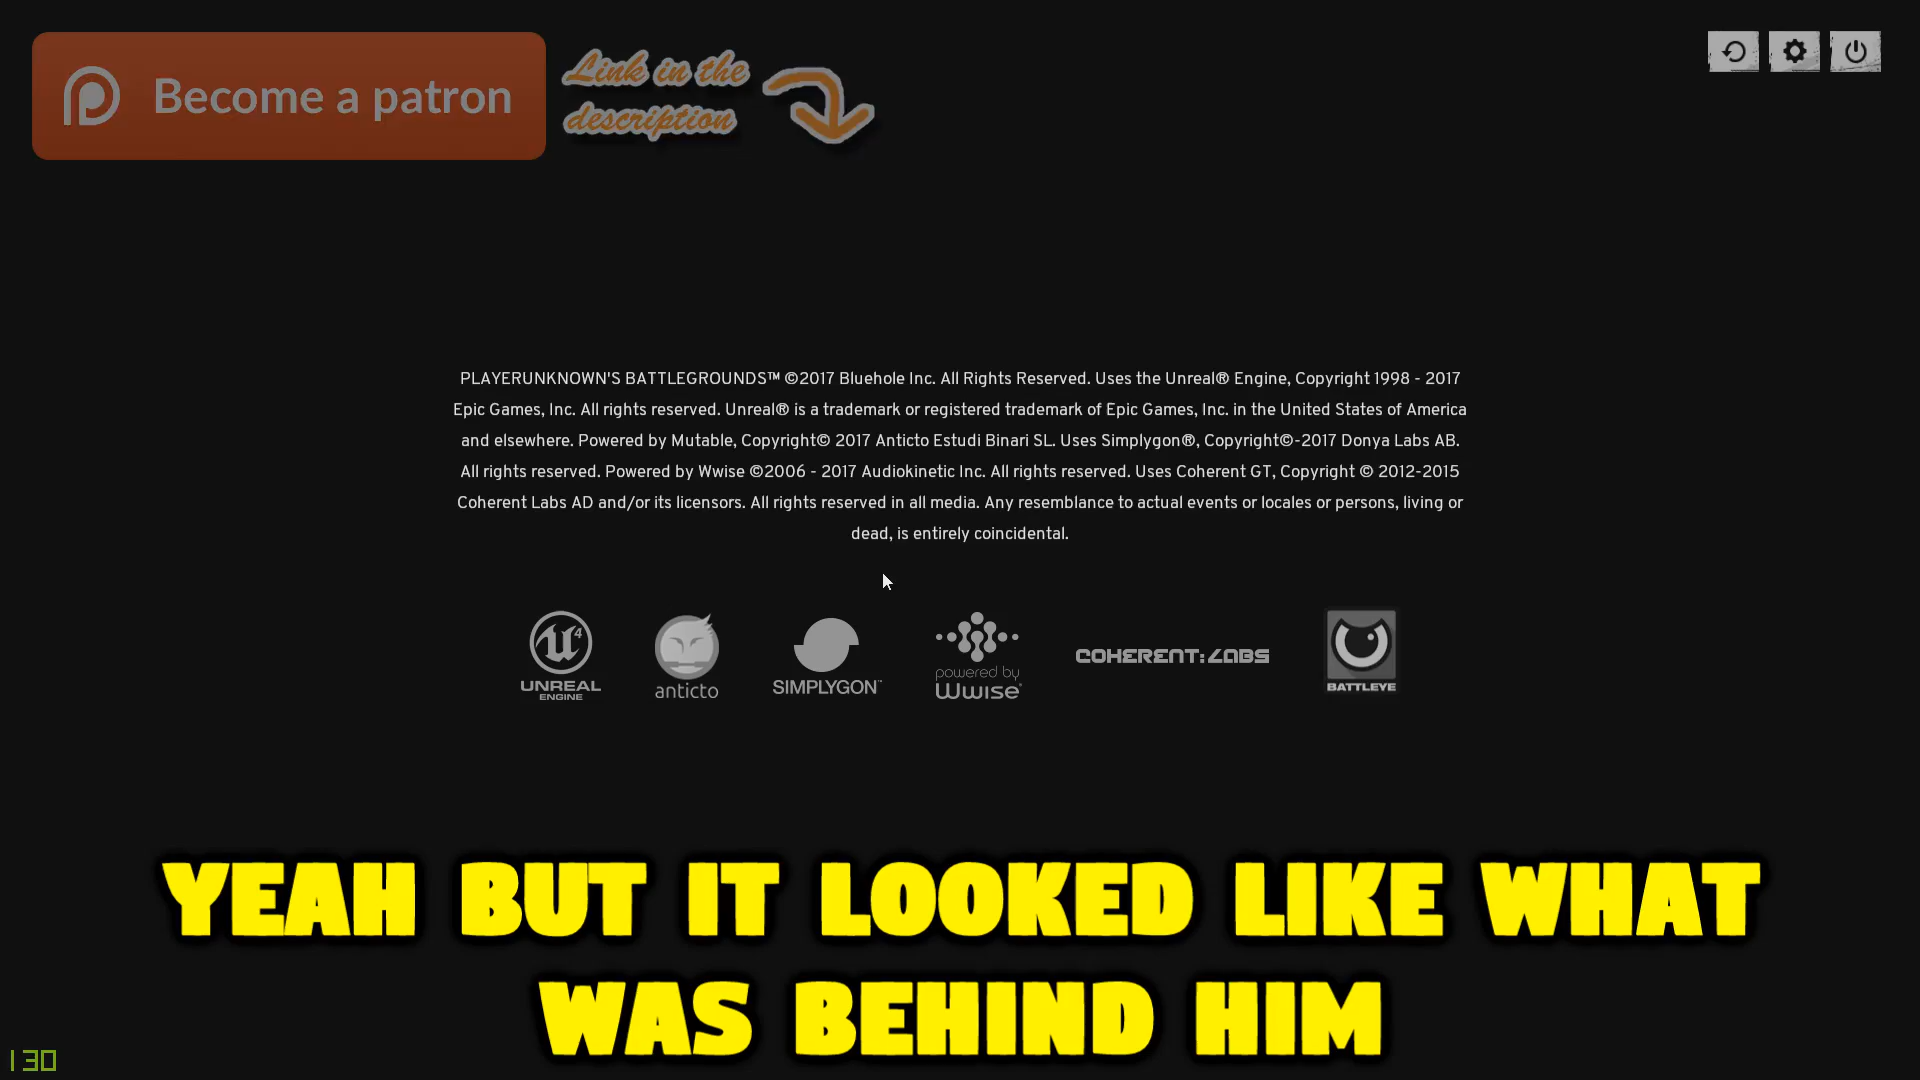 Become a patron
Link in the
description
PLAYERUNKNOWN'S BATTLEGROUNDS™ ©2017 Bluehole Inc. All Rights Reserved. Uses the Unreal® Engine, Copyright 1998 - 2017
Epic Games, Inc. All rights reserved. Unreal® is a trademark or registered trademark of Epic Games, Inc. in the United States of America
and elsewhere. Powered by Mutable, Copyright© 2017 Anticto Estudi Binari SL. Uses Simplygon®, Copyright©-2017 Donya Labs AB.
All rights reserved. Powered by Wwise ©2006 - 2017 Audiokinetic Inc. All rights reserved. Uses Coherent GT, Copyright © 2012-2015
Coherent Labs AD and/or its licensors. All rights reserved in all media. Any resemblance to actual events or locales or persons, living or
dead, is entirely coincidental.
U4 UNREAL ENGINE
anticto
SIMPLYGON™
powered by Wwise®
COHERENT:LABS
BATTLEYE
YEAH BUT IT LOOKED LIKE WHAT
WAS BEHIND HIM
130